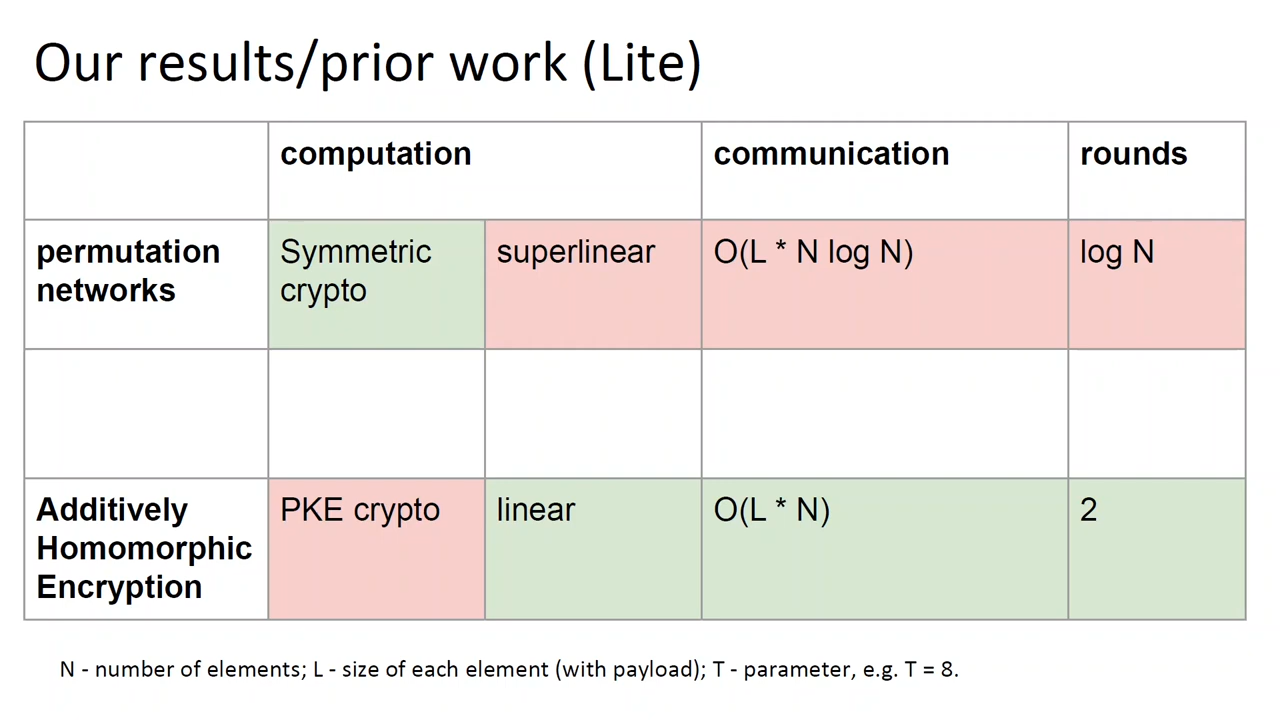 Our results/prior work (Lite)
computation
communication
rounds
permutation
networks
Symmetric
crypto
superlinear
O(L * N log N)
log N
Additively
Homomorphic
Encryption
PKE crypto
linear
O(L * N)
2
N - number of elements; L - size of each element (with payload); T - parameter, e.g. T = 8.